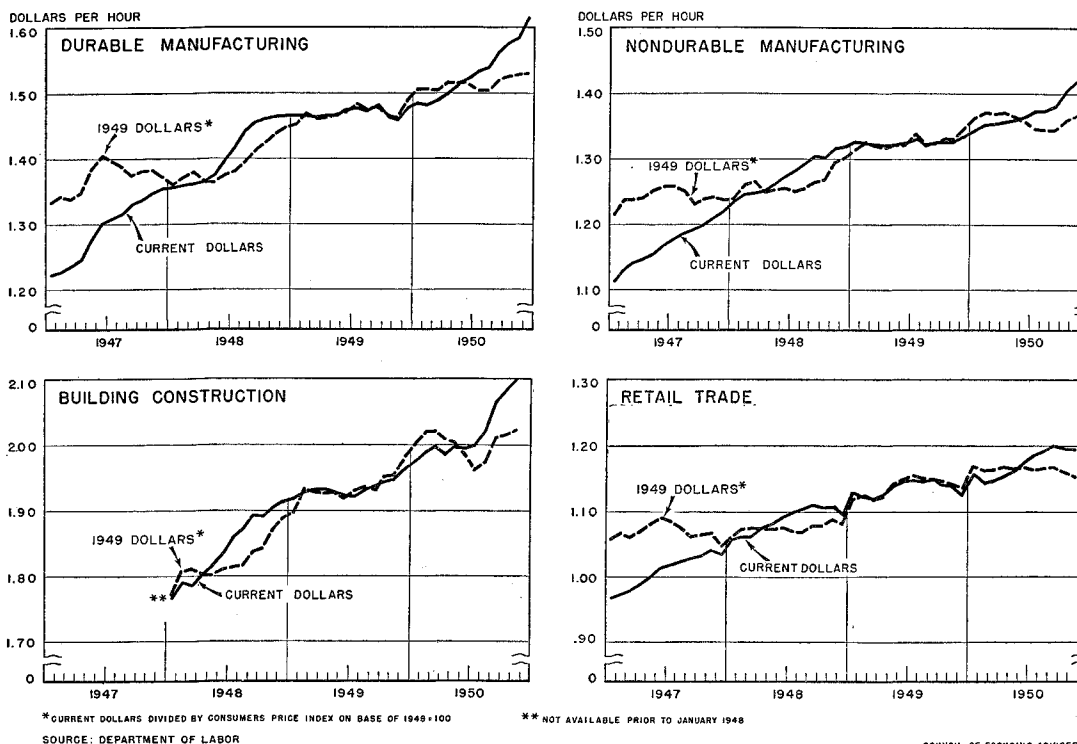 DOLLARS PER HOUR
1.60
DURABLE MANUFACTURING
1.50
1949 DOLLARS*
1.40
1.30
CURRENT DOLLARS
1.20
0
1947 1948 1949 1950
DOLLARS PER HOUR
1.50
NONDURABLE MANUFACTURING
1.40
1949 DOLLARS*
1.30
1.20
CURRENT DOLLARS
1.10
0
1947 1948 1949 1950
2.10
BUILDING CONSTRUCTION
2.00
1.90
1949 DOLLARS*
1.80
** CURRENT DOLLARS
1.70
0
1947 1948 1949 1950
1.30
RETAIL TRADE
1.20
1949 DOLLARS*
1.10
CURRENT DOLLARS
1.00
.90
0
1947 1948 1949 1950
*CURRENT DOLLARS DIVIDED BY CONSUMERS PRICE INDEX ON BASE OF 1949=100 ** NOT AVAILABLE PRIOR TO JANUARY 1948
SOURCE: DEPARTMENT OF LABOR